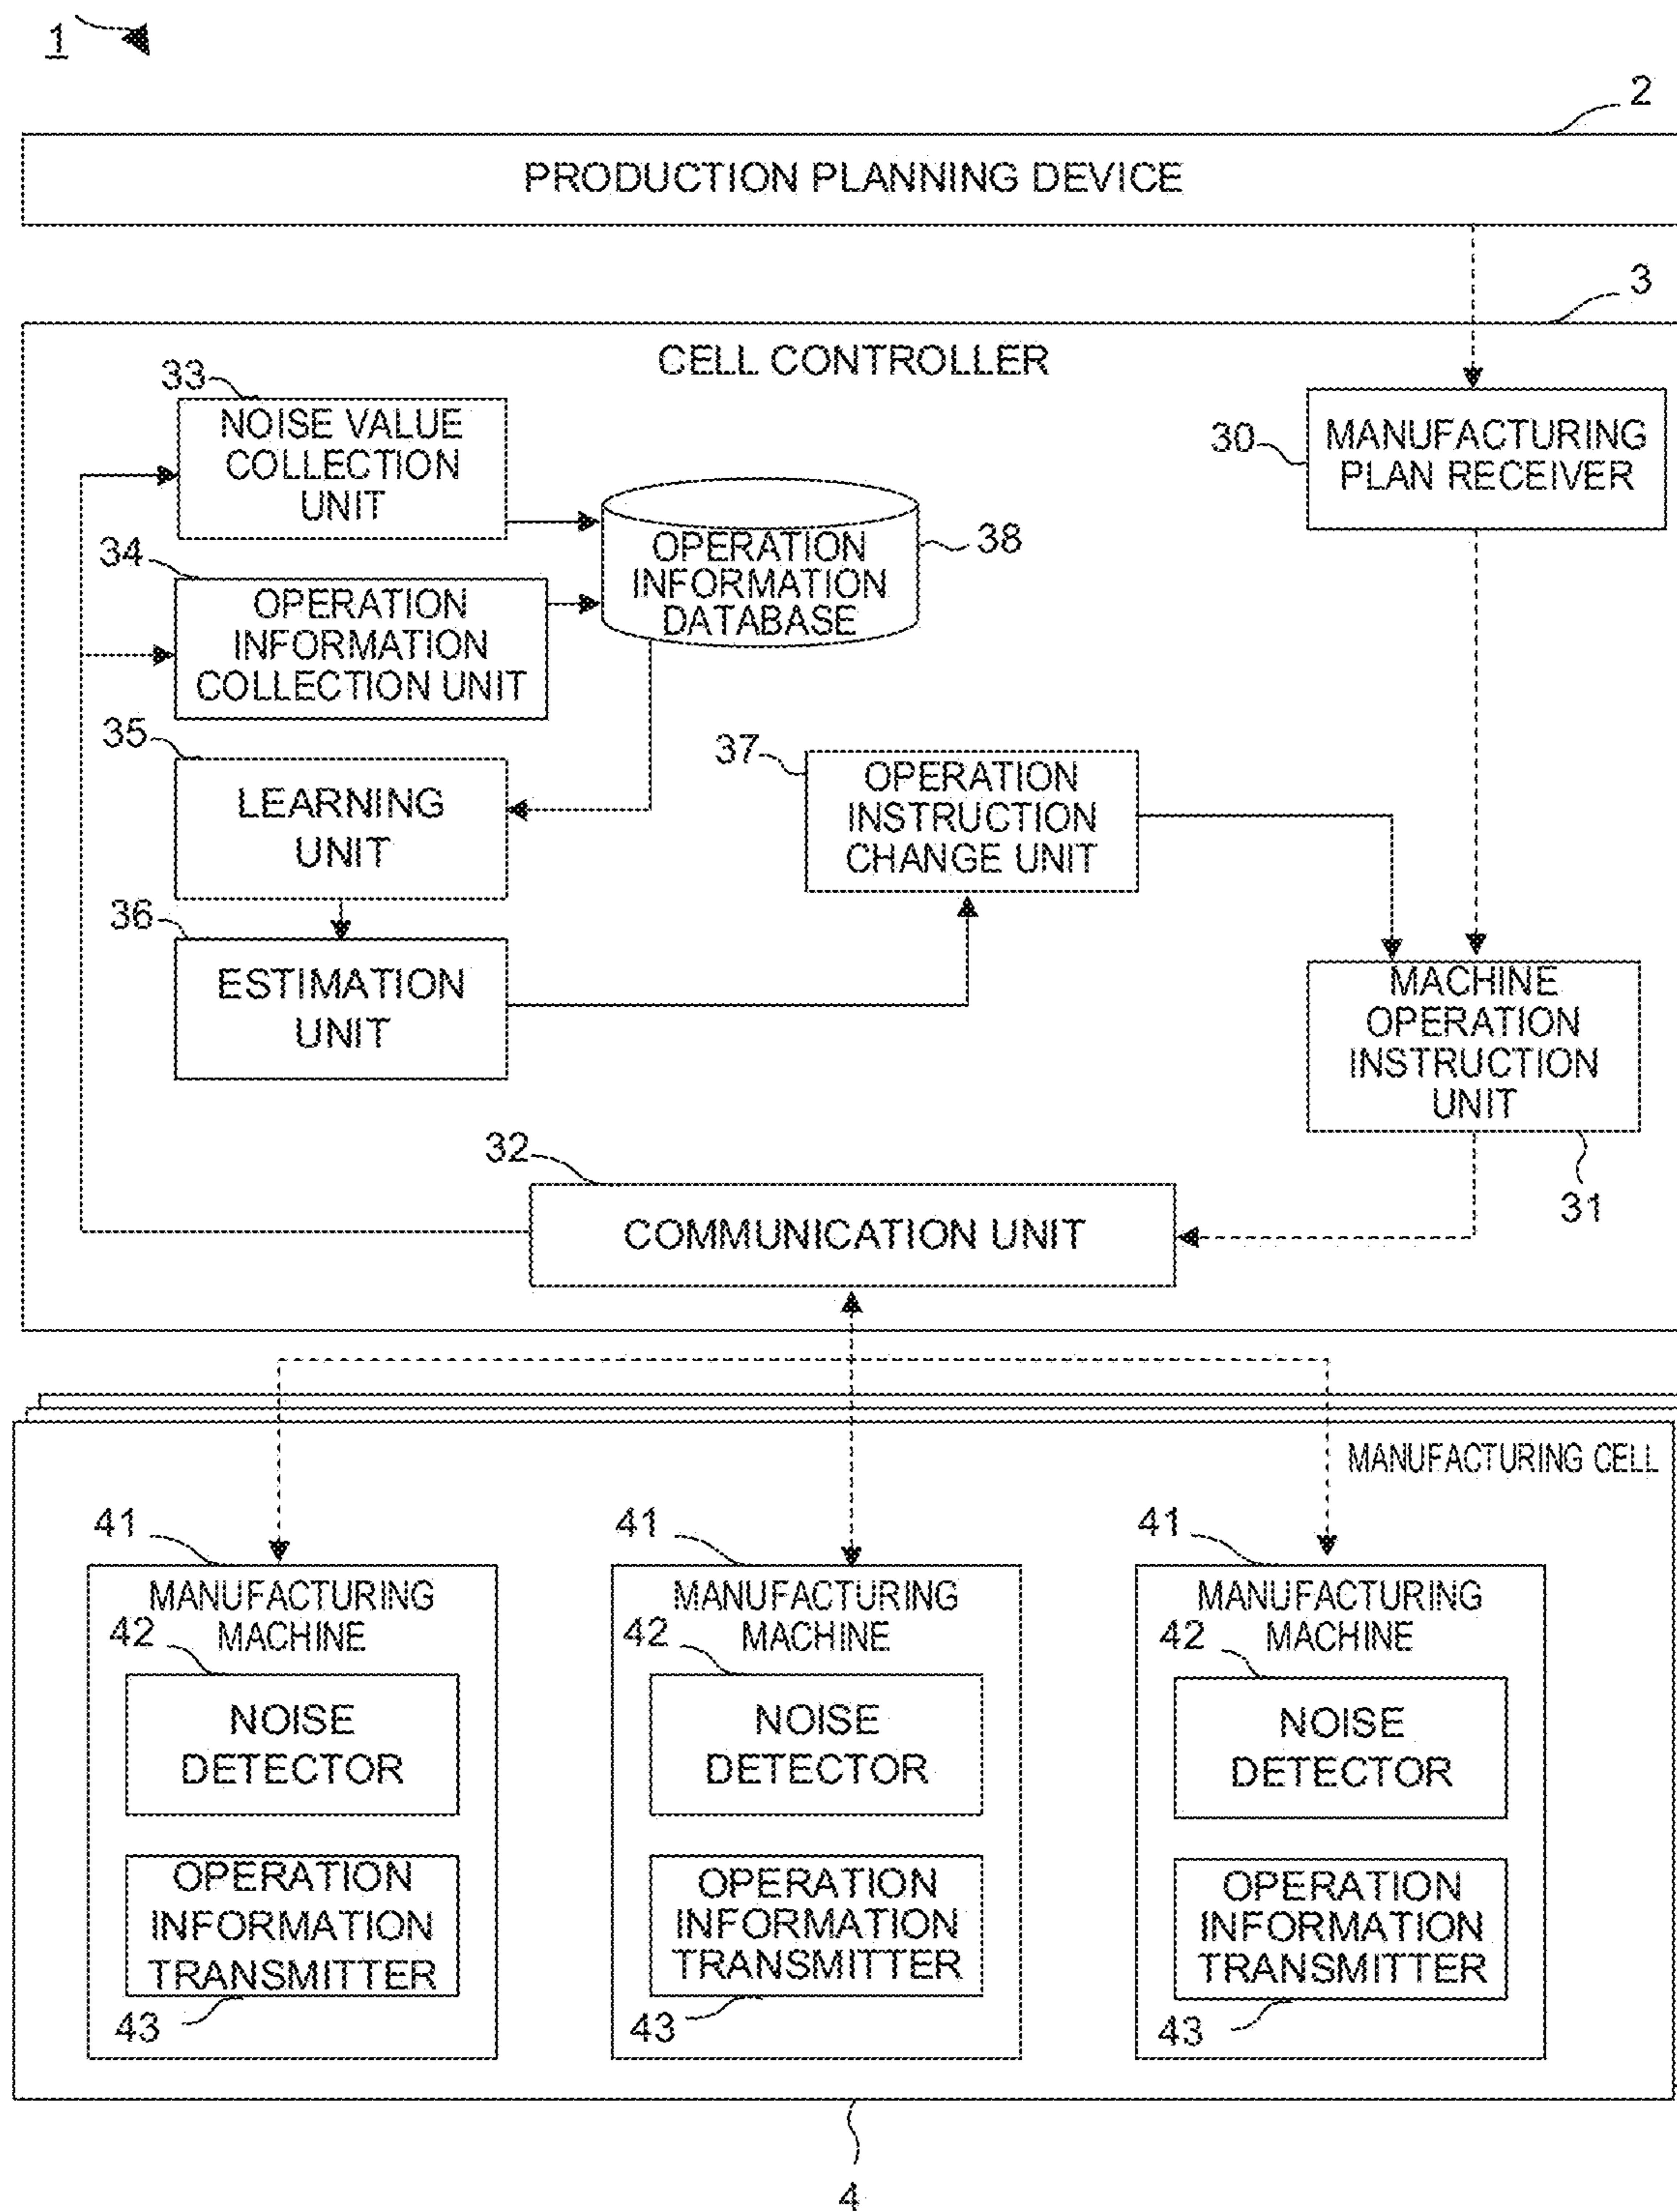 1
2
PRODUCTION PLANNING DEVICE
3
CELL CONTROLLER
33
NOISE VALUE
COLLECTION
UNIT
30
MANUFACTURING
PLAN RECEIVER
34
OPERATION
INFORMATION
COLLECTION UNIT
OPERATION
INFORMATION
DATABASE
38
35
LEARNING
UNIT
37
OPERATION
INSTRUCTION
CHANGE UNIT
36
ESTIMATION
UNIT
MACHINE
OPERATION
INSTRUCTION
UNIT
31
32
COMMUNICATION UNIT
MANUFACTURING CELL
41
MANUFACTURING
MACHINE
42
NOISE
DETECTOR
OPERATION
INFORMATION
TRANSMITTER
43
41
MANUFACTURING
MACHINE
42
NOISE
DETECTOR
OPERATION
INFORMATION
TRANSMITTER
43
41
MANUFACTURING
MACHINE
42
NOISE
DETECTOR
OPERATION
INFORMATION
TRANSMITTER
43
4